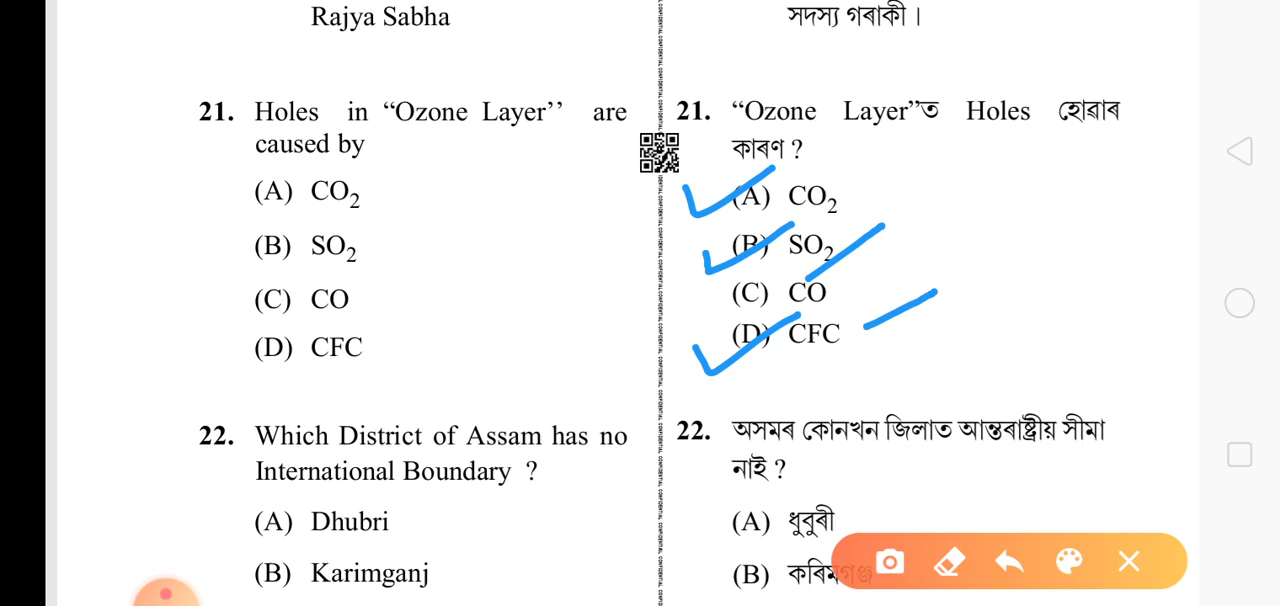 Rajya Sabha
21. Holes in “Ozone Layer’’ are
caused by
(A) CO₂
(B) SO₂
(C) CO
(D) CFC
22. Which District of Assam has no
International Boundary ?
(A) Dhubri
(B) Karimganj
সদস্য গৰাকী ।
21. “Ozone Layer”ত Holes হোৱাৰ
কাৰণ ?
(A) CO₂
(B) SO₂
(C) CO
(D) CFC
22. অসমৰ কোনখন জিলাত আন্তৰাষ্ট্ৰীয় সীমা
নাই ?
(A) ধুবুৰী
(B) কৰিমগঞ্জ